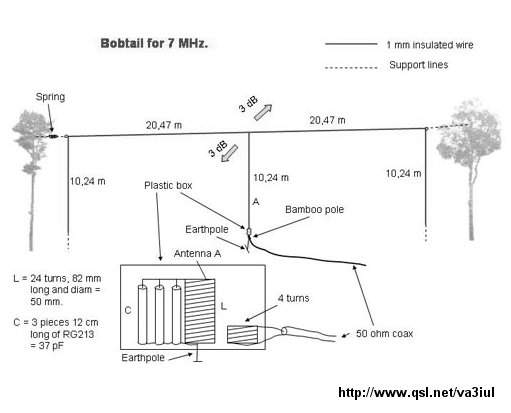 Bobtail for 7 MHz.
1 mm insulated wire
Support lines
Spring
3 dB
20,47 m
20,47 m
3 dB
10,24 m
10,24 m
10,24 m
Plastic box
A
Bamboo pole
Earthpole
Antenna A
L = 24 turns, 82 mm
long and diam =
50 mm.
C = 3 pieces 12 cm
long of RG213
= 37 pF
C
L
4 turns
50 ohm coax
Earthpole
http://www.qsl.net/va3iul